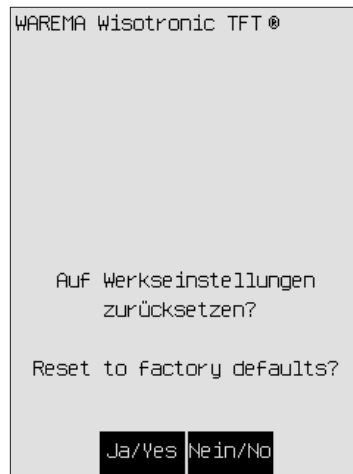 WAREMA Wisotronic TFT ®
Auf Werkseinstellungen
zurücksetzen?
Reset to factory defaults?
Ja/Yes Nein/No